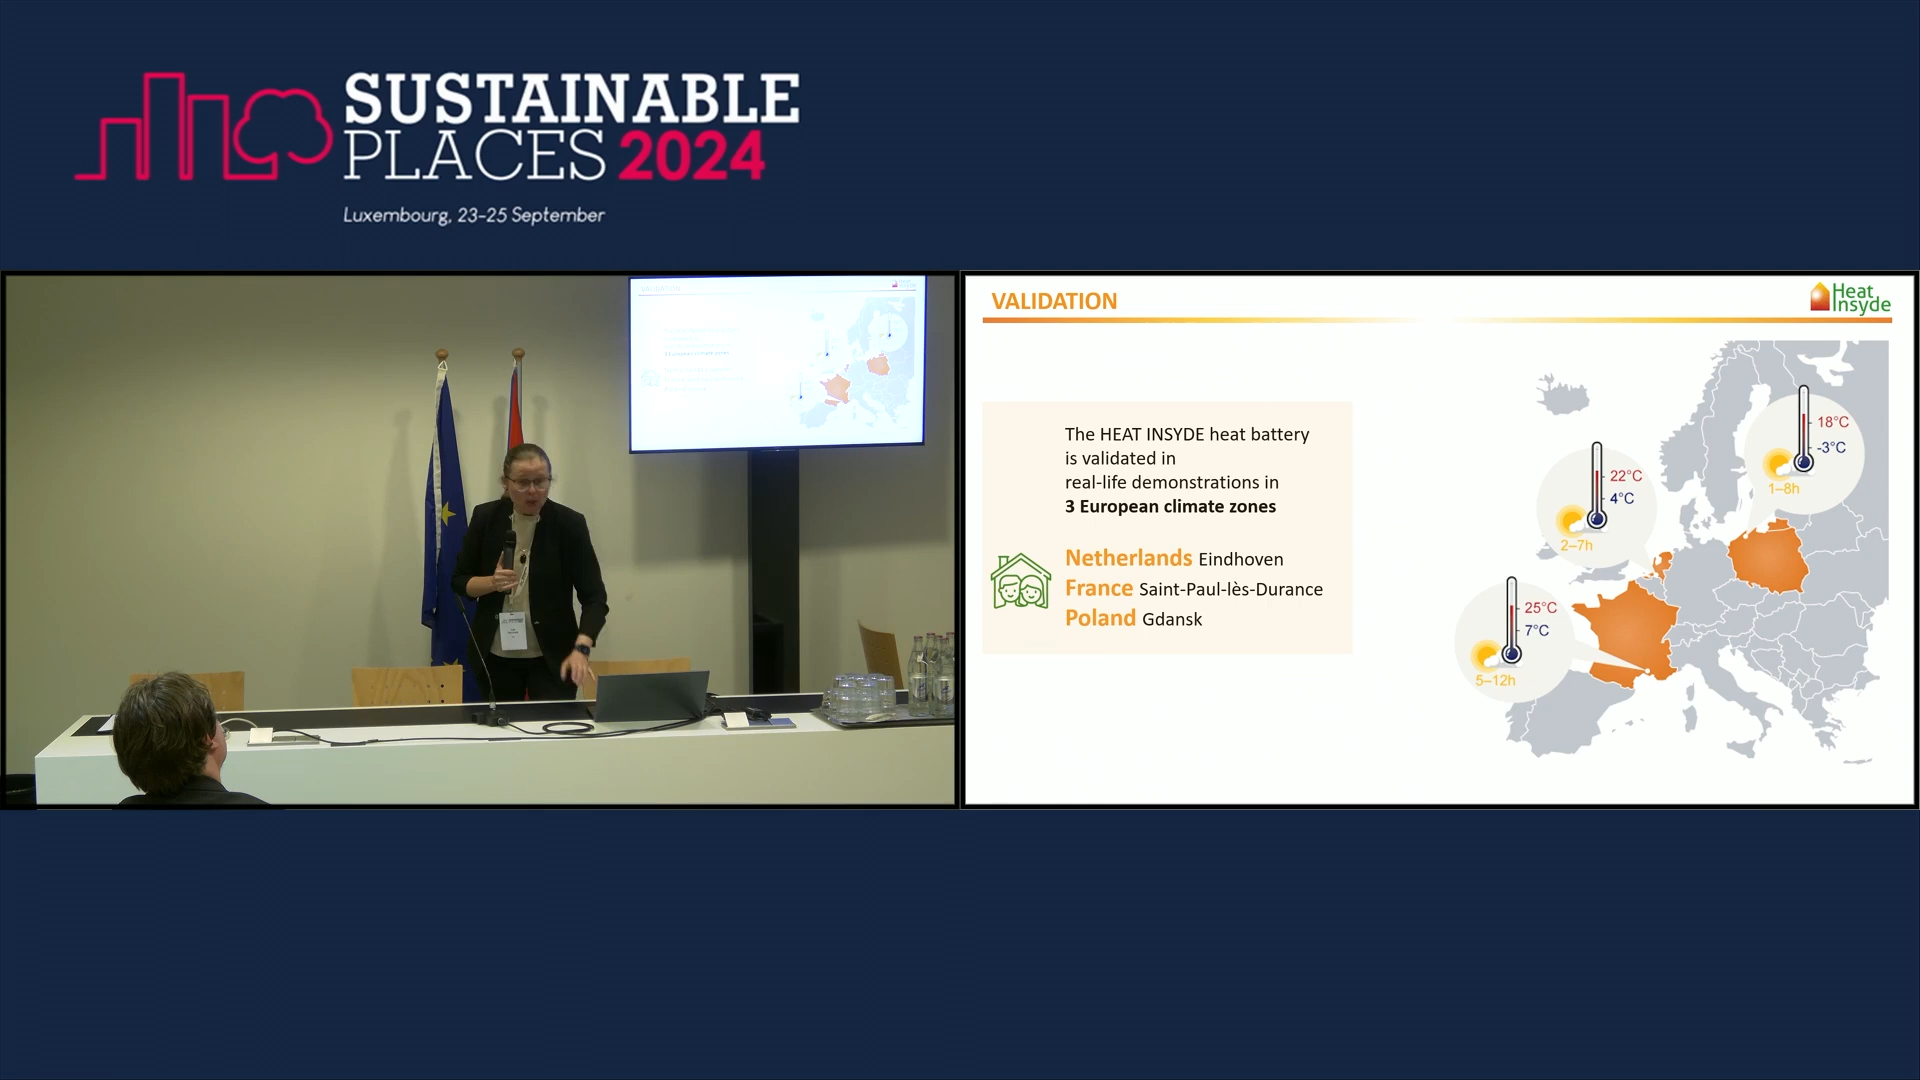 SUSTAINABLE
PLACES 2024
Luxembourg, 23-25 September
VALIDATION
Heat
Insyde
The HEAT INSYDE heat battery
is validated in
real-life demonstrations in
3 European climate zones
Netherlands Eindhoven
France Saint-Paul-lès-Durance
Poland Gdansk
18°C
-3°C
1–8h
22°C
4°C
2–7h
25°C
7°C
5–12h